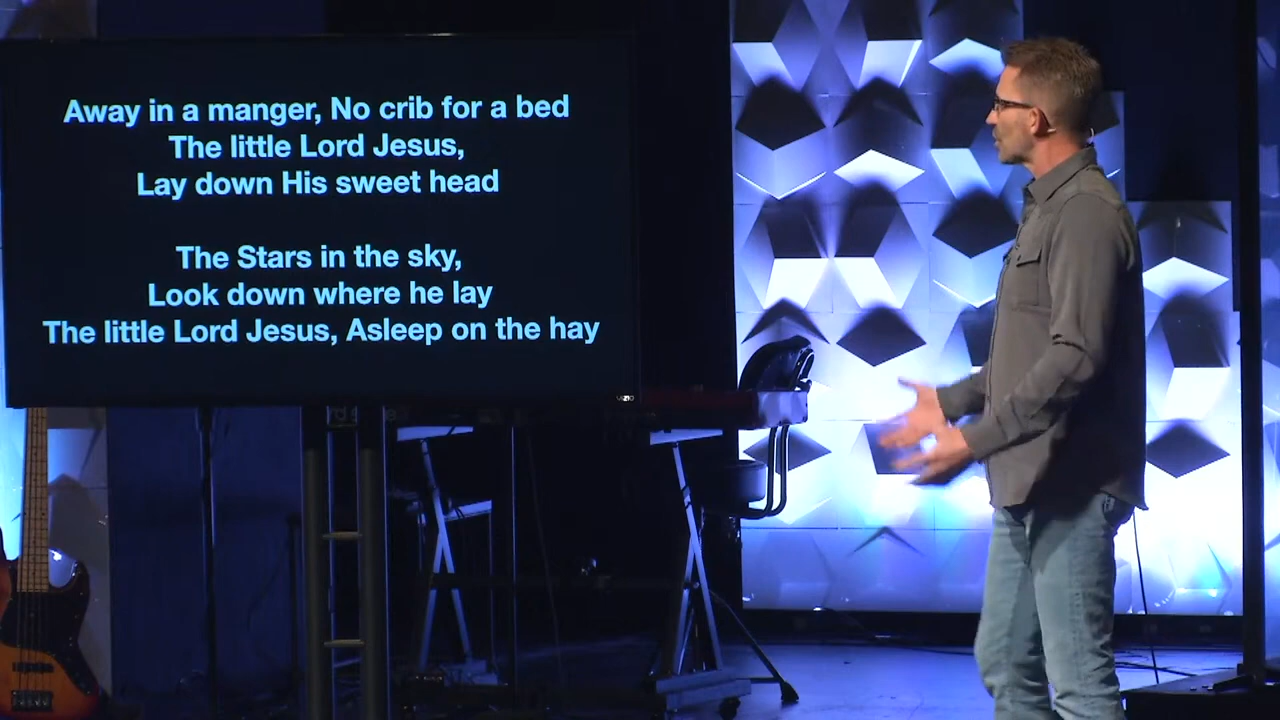 Away in a manger, No crib for a bed
The little Lord Jesus,
Lay down His sweet head
The Stars in the sky,
Look down where he lay
The little Lord Jesus, Asleep on the hay
VIZIO